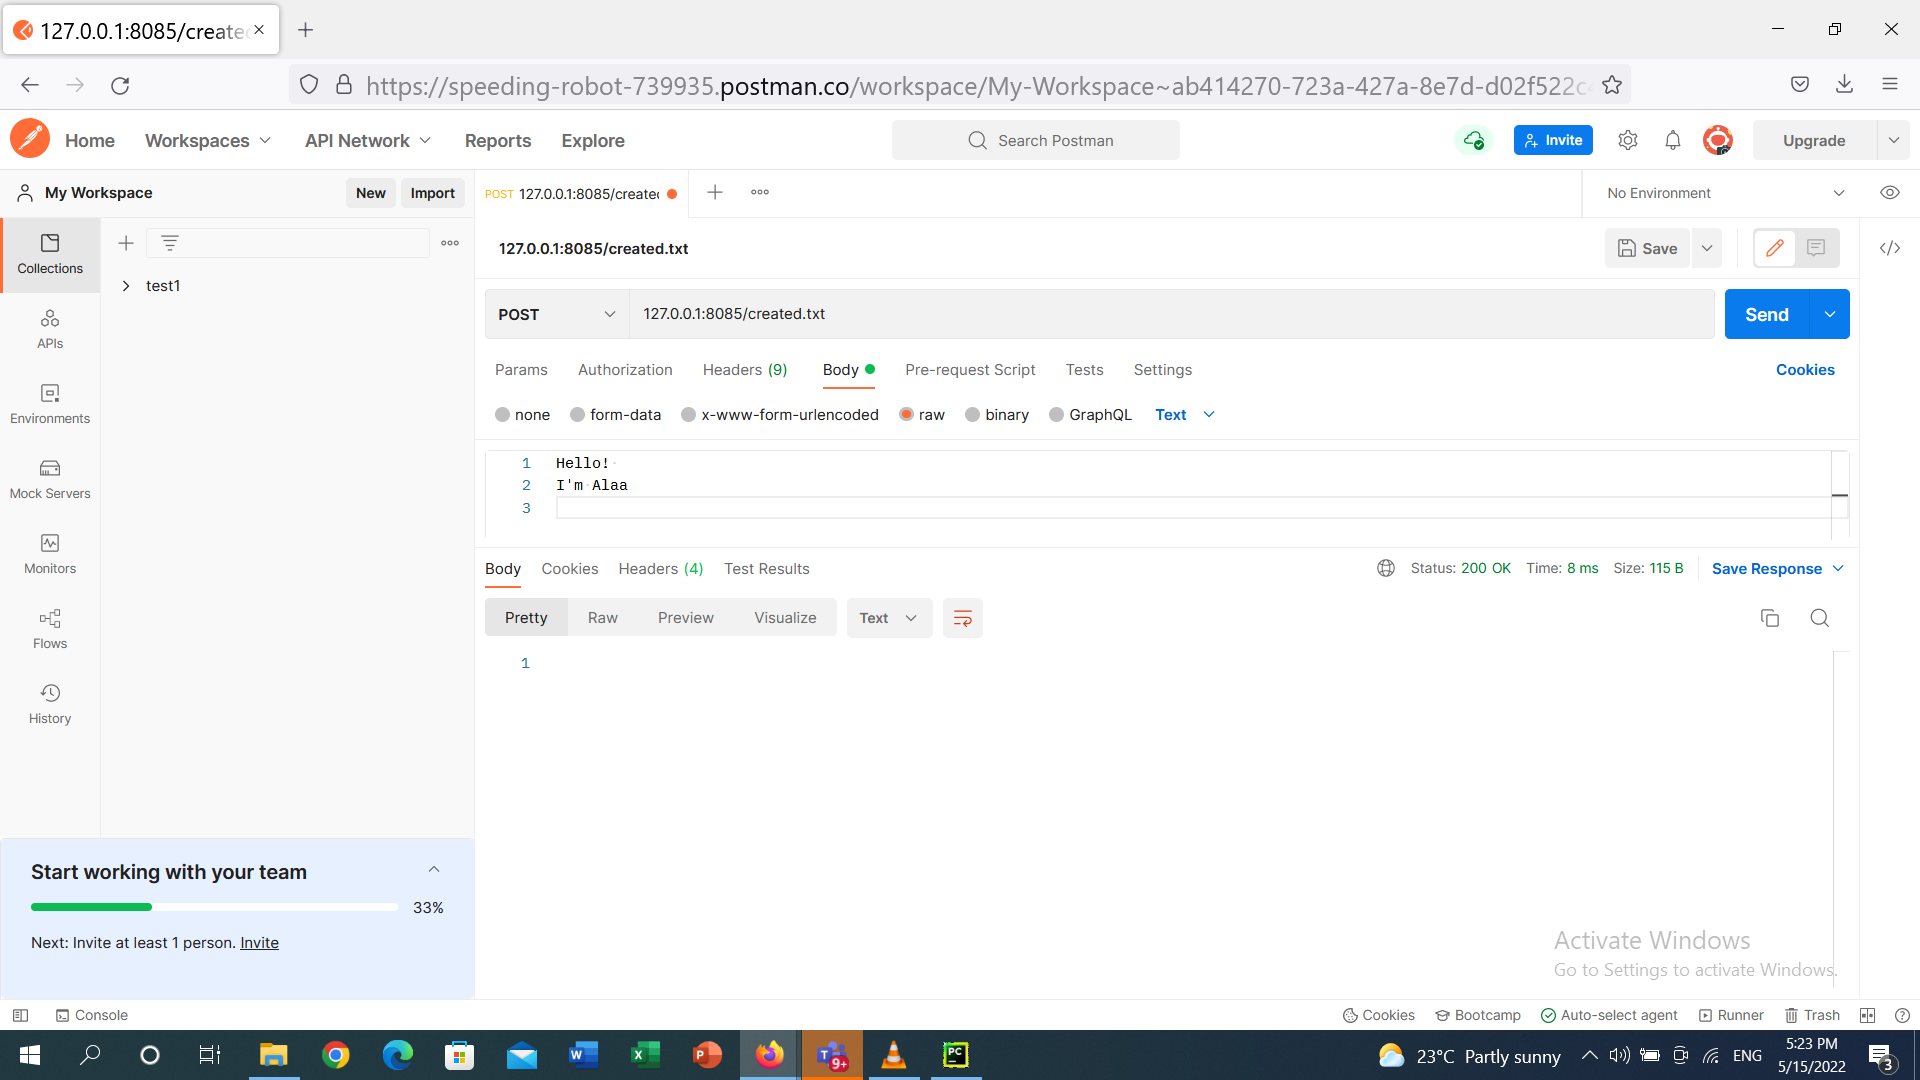 127.0.0.1:8085/create
https://speeding-robot-739935.postman.co/workspace/My-Workspace~ab414270-723a-427a-8e7d-d02f522c
Home Workspaces API Network Reports Explore Search Postman Invite Upgrade
My Workspace New Import POST 127.0.0.1:8085/create No Environment
127.0.0.1:8085/created.txt Save
Collections
test1
APIs
Environments
Mock Servers
Monitors
Flows
History
POST 127.0.0.1:8085/created.txt Send
Params Authorization Headers (9) Body Pre-request Script Tests Settings Cookies
none form-data x-www-form-urlencoded raw binary GraphQL Text
1 Hello!
2 I'm Alaa
3
Body Cookies Headers (4) Test Results Status: 200 OK Time: 8 ms Size: 115 B Save Response
Pretty Raw Preview Visualize Text
1
Start working with your team
33%
Next: Invite at least 1 person. Invite
Activate Windows
Go to Settings to activate Windows.
Console Cookies Bootcamp Auto-select agent Runner Trash
9+ PC 23°C Partly sunny ENG 5:23 PM
5/15/2022 3